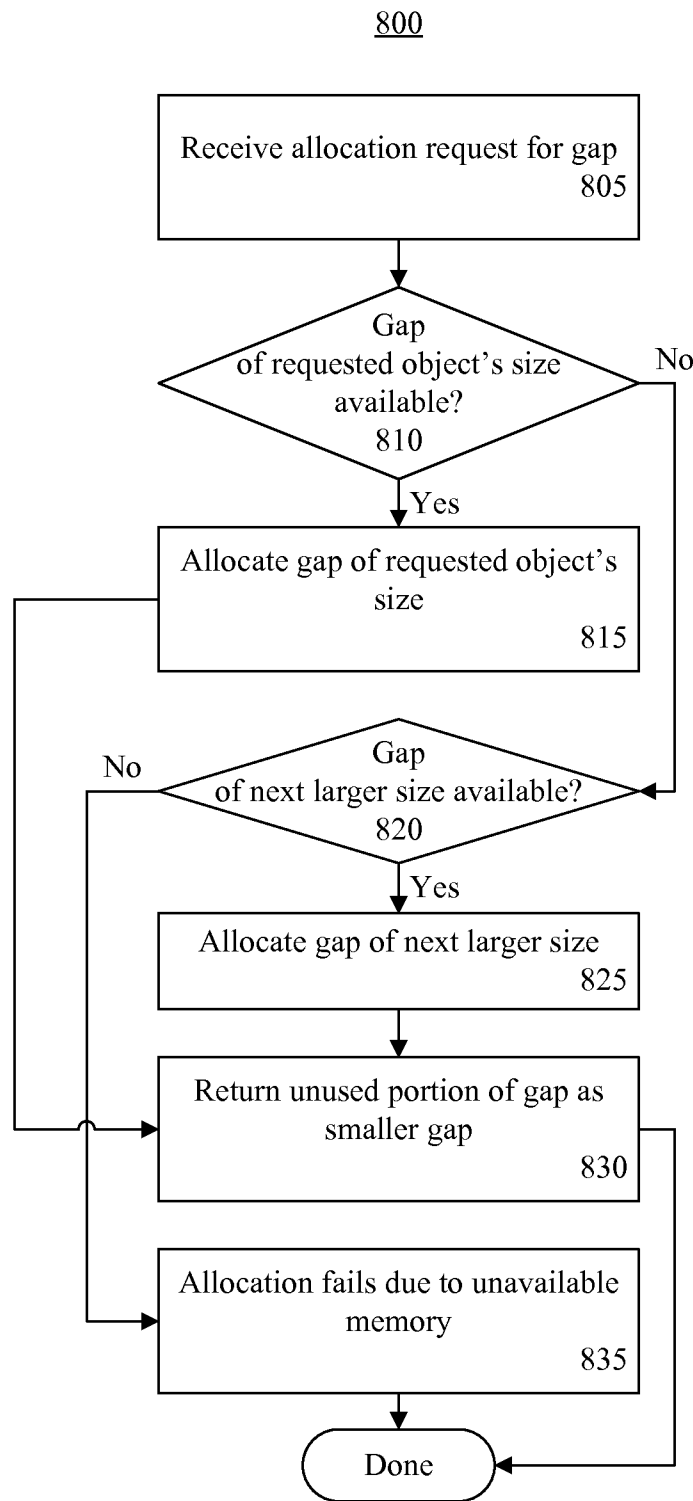 800
Receive allocation request for gap
805
Gap
of requested object's size
available?
810
No
Yes
Allocate gap of requested object's
size
815
Gap
of next larger size available?
820
No
Yes
Allocate gap of next larger size
825
Return unused portion of gap as
smaller gap
830
Allocation fails due to unavailable
memory
835
Done